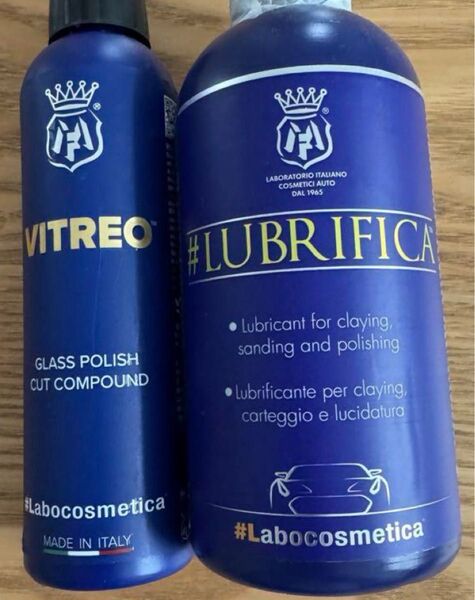 VITREO™
GLASS POLISH
CUT COMPOUND
#Labocosmetica
MADE IN ITALY
®
LABORATORIO ITALIANO
COSMETICI AUTO
DAL 1965
#LUBRIFICA
• Lubricant for claying,
sanding and polishing
• Lubrificante per claying,
carteggio e lucidatura
#Labocosmetica